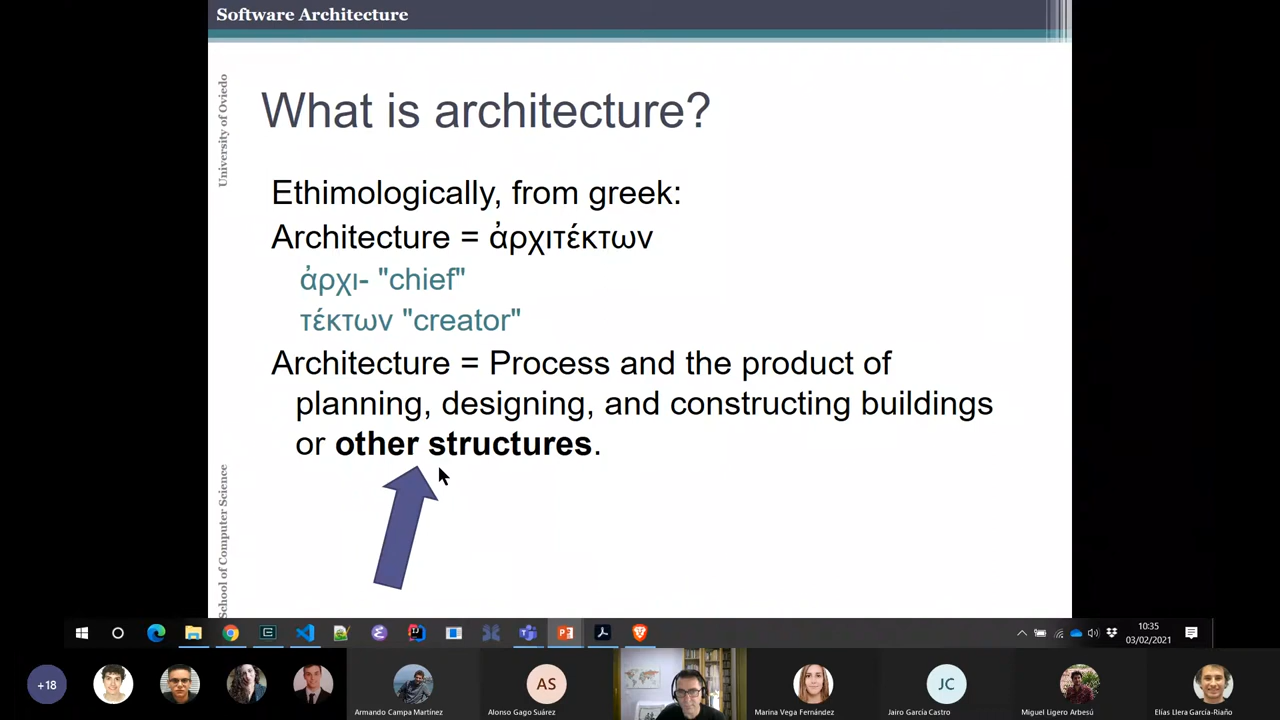 Software Architecture
University of Oviedo
What is architecture?
Ethimologically, from greek:
Architecture = ἀρχιτέκτων
ἀρχι- "chief"
τέκτων "creator"
Architecture = Process and the product of
planning, designing, and constructing buildings
or other structures.
School of Computer Science
10:35
03/02/2021
+18
AS
JC
Armando Campa Martínez
Alonso Gago Suárez
Marina Vega Fernández
Jairo García Castro
Miguel Ligero Arbesú
Elías Llera García-Riaño